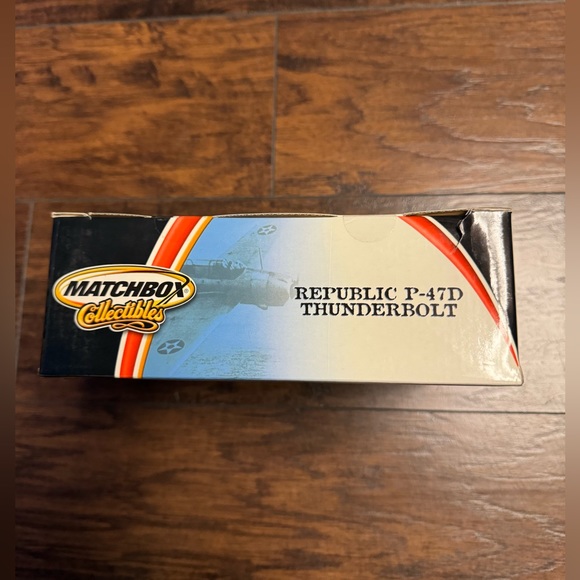 MATCHBOX®
Collectibles
REPUBLIC P-47D
THUNDERBOLT